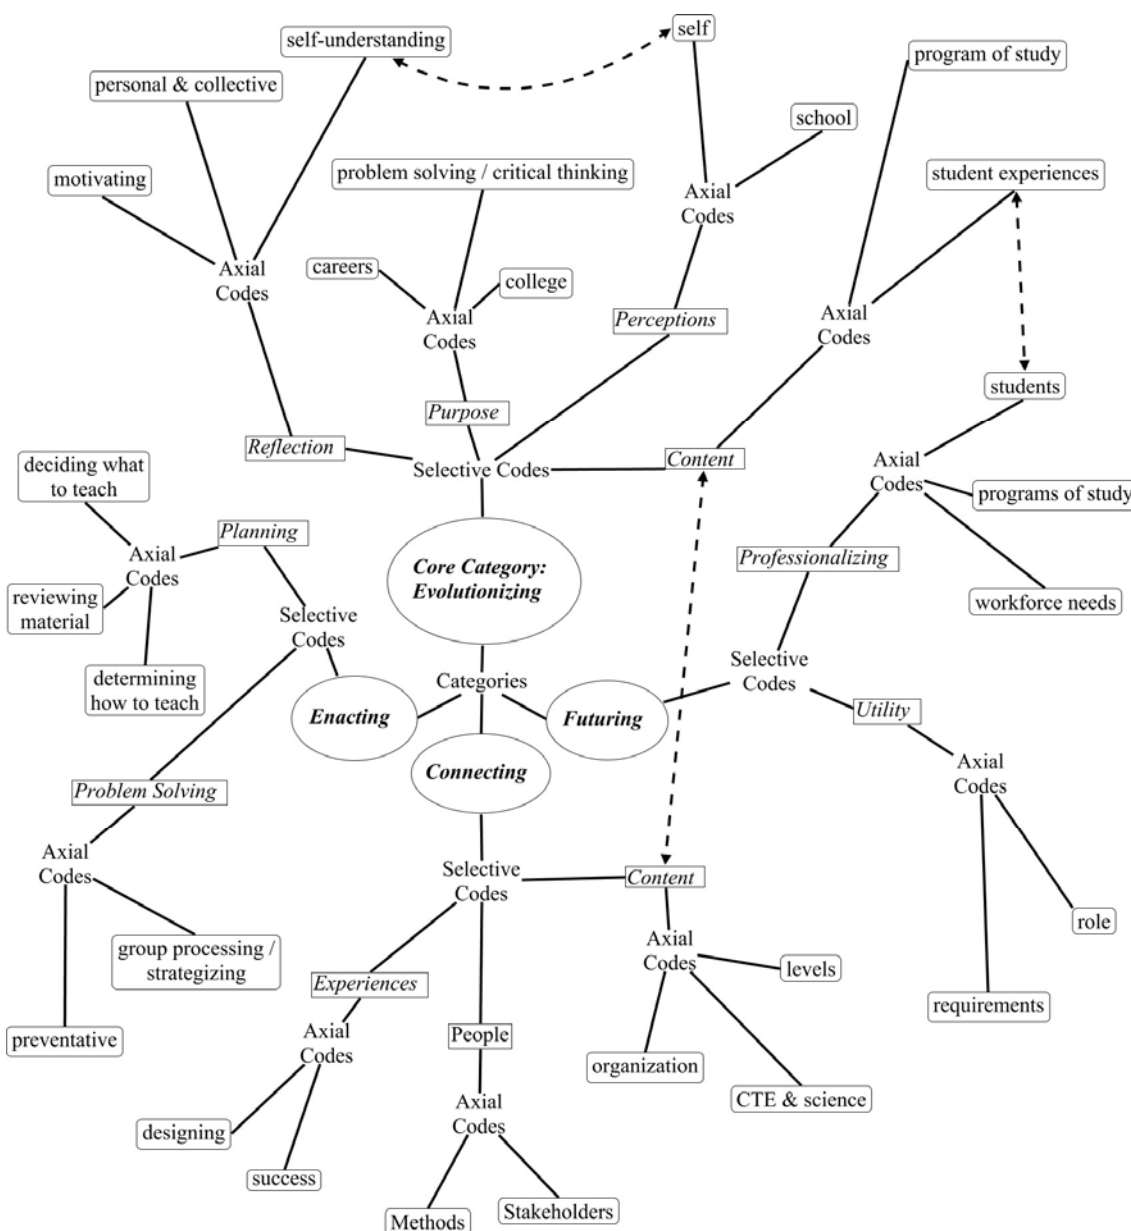 self-understanding
self
program of study
personal & collective
school
motivating
problem solving / critical thinking
student experiences
Axial
Codes
Axial
Codes
careers
college
Axial
Codes
Perceptions
Axial
Codes
students
Purpose
Reflection
Selective Codes
Content
deciding what
to teach
Axial
Codes
programs of study
Planning
Axial
Codes
Professionalizing
Core Category:
Evolutionizing
reviewing
material
Selective
Codes
workforce needs
determining
how to teach
Categories
Selective
Codes
Enacting
Futuring
Utility
Connecting
Problem Solving
Axial
Codes
Axial
Codes
Selective
Codes
Content
role
group processing /
strategizing
Axial
Codes
levels
Experiences
requirements
preventative
Axial
Codes
People
organization
CTE & science
Axial
Codes
designing
success
Methods
Stakeholders